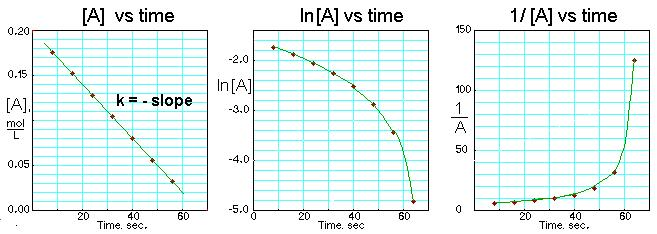 [A] vs time
0.20
0.15
[A],
mol
L
0.05
0.00
k = - slope
20
40
60
Time. sec,
ln[A] vs time
-2.0
ln[A]
-3.0
-4.0
-5.0
0
20
40
60
Time. sec,
1/ [A] vs time
150
100
1
A
50
0
20
40
60
Time. sec,